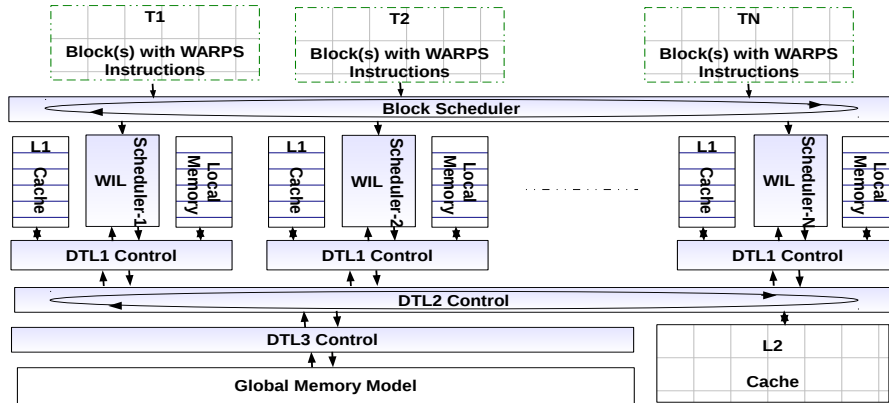 T1
Block(s) with WARPS
Instructions
T2
Block(s) with WARPS
Instructions
TN
Block(s) with WARPS
Instructions
Block Scheduler
L1
Cache
WIL
Scheduler-1
Local
Memory
L1
Cache
WIL
Scheduler-2
Local
Memory
L1
Cache
WIL
Scheduler-N
Local
Memory
DTL1 Control
DTL1 Control
DTL1 Control
DTL2 Control
DTL3 Control
Global Memory Model
L2
Cache